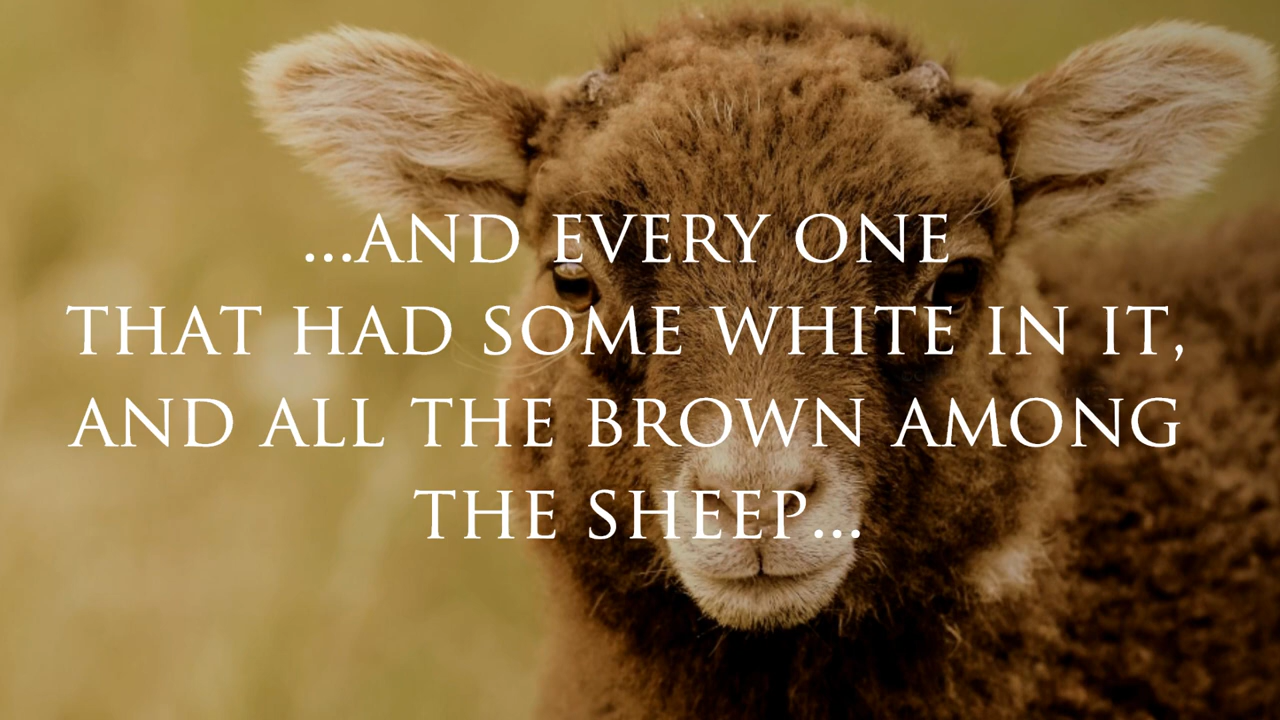 ...AND EVERY ONE
THAT HAD SOME WHITE IN IT,
AND ALL THE BROWN AMONG
THE SHEEP...